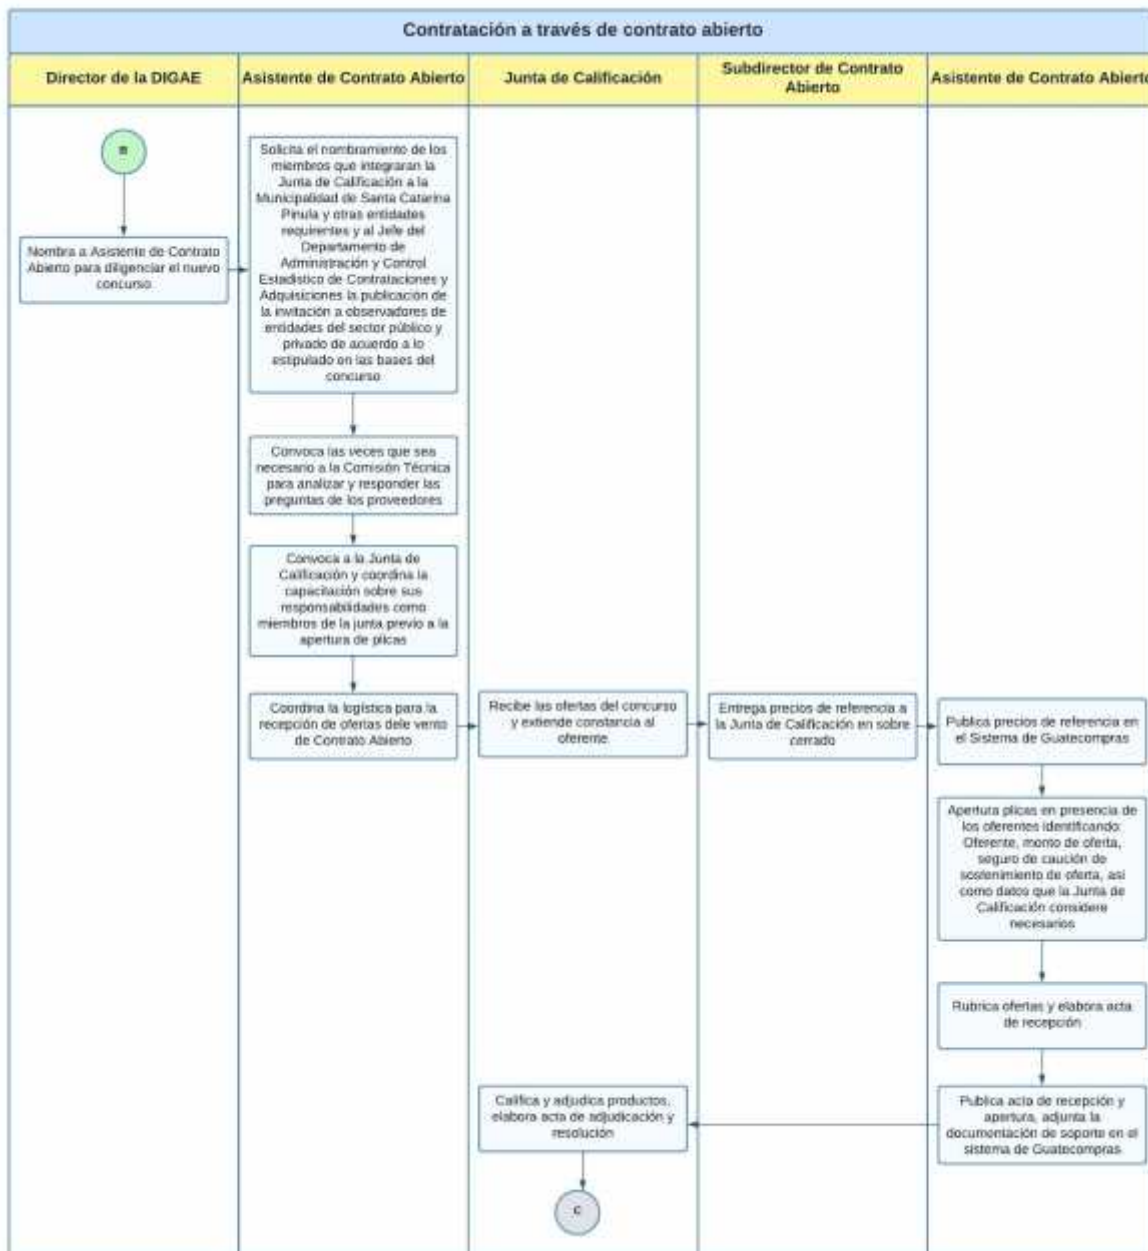 Contratación a través de contrato abierto
Director de la DIGAE
Asistente de Contrato Abierto
Junta de Calificación
Subdirector de Contrato
Abierto
Asistente de Contrato Abierto
B
Nombra a Asistente de Contrato
Abierto para diligenciar el nuevo
concurso
Solicita el nombramiento de los
miembros que integraran la
Junta de Calificación a la
Municipalidad de Santa Catarina
Pinula y otras entidades
requirentes y al Jefe del
Departamento de
Administración y Control
Estadístico de Contrataciones y
Adquisiciones la publicación de
la invitación a observadores de
entidades del sector público y
privado de acuerdo a lo
estipulado en las bases del
concurso
Convoca las veces que sea
necesario a la Comisión Técnica
para analizar y responder las
preguntas de los proveedores
Convoca a la Junta de
Calificación y coordina la
capacitación sobre sus
responsabilidades como
miembros de la junta previo a la
apertura de plicas
Coordina la logística para la
recepción de ofertas dele vento
de Contrato Abierto
Recibe las ofertas del concurso
y extiende constancia al
oferente
Entrega precios de referencia a
la Junta de Calificación en sobre
cerrado
Publica precios de referencia en
el Sistema de Guatecompras
Apertura plicas en presencia de
los oferentes identificando:
Oferente, monto de oferta,
seguro de caución de
sostenimiento de oferta, así
como datos que la Junta de
Calificación considere
necesarios
Rubrica ofertas y elabora acta
de recepción
Publica acta de recepción y
apertura, adjunta la
documentación de soporte en el
sistema de Guatecompras
Califica y adjudica productos,
elabora acta de adjudicación y
resolución
C